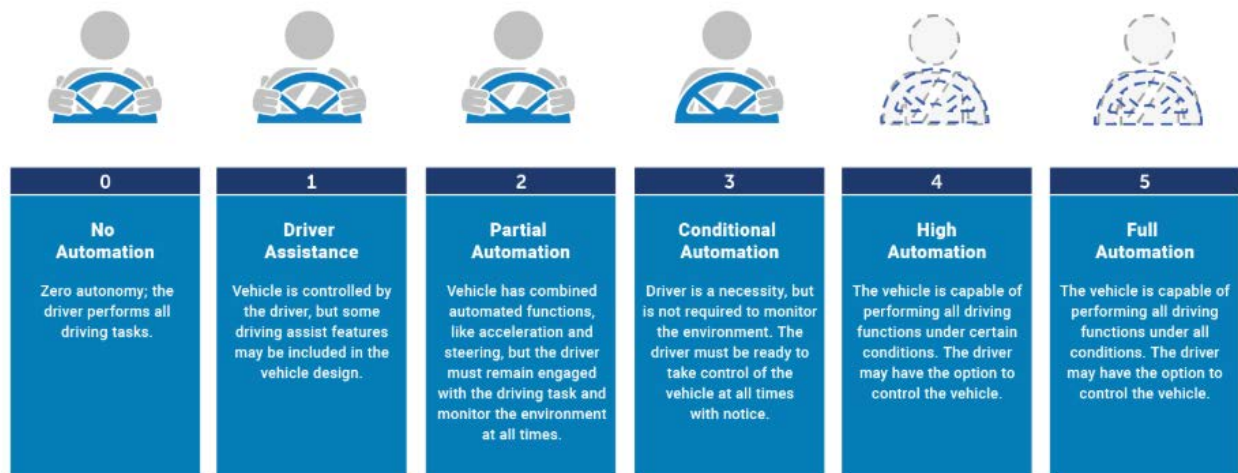 0
No
Automation
Zero autonomy; the
driver performs all
driving tasks.
1
Driver
Assistance
Vehicle is controlled by
the driver, but some
driving assist features
may be included in the
vehicle design.
2
Partial
Automation
Vehicle has combined
automated functions,
like acceleration and
steering, but the driver
must remain engaged
with the driving task and
monitor the environment
at all times.
3
Conditional
Automation
Driver is a necessity, but
is not required to monitor
the environment. The
driver must be ready to
take control of the
vehicle at all times
with notice.
4
High
Automation
The vehicle is capable of
performing all driving
functions under certain
conditions. The driver
may have the option to
control the vehicle.
5
Full
Automation
The vehicle is capable of
performing all driving
functions under all
conditions. The driver
may have the option to
control the vehicle.